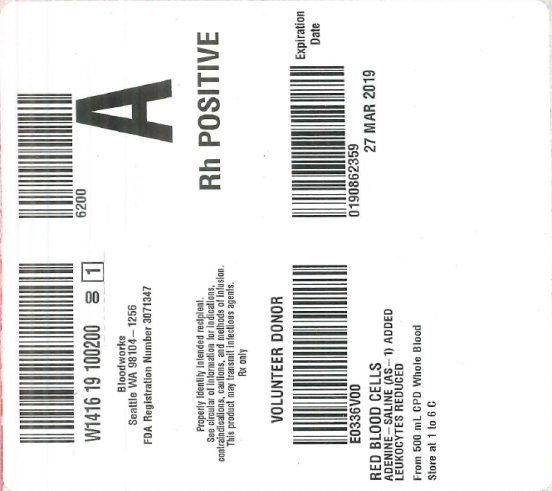 W1416 19 100200 00 1
Bloodworks
Seattle WA 98104-1256
FDA Registration Number 3071347
Properly identify intended recipient.
See circular of information for indications,
contraindications, cautions, and methods of infusion.
This product may transmit infectious agents.
Rx only
6200
A
Rh POSITIVE
VOLUNTEER DONOR
E0336V00
RED BLOOD CELLS
ADENINE-SALINE (AS-1) ADDED
LEUKOCYTES REDUCED
From 500 mL CPD Whole Blood
Store at 1 to 6 C
Expiration
Date
0190862359
27 MAR 2019